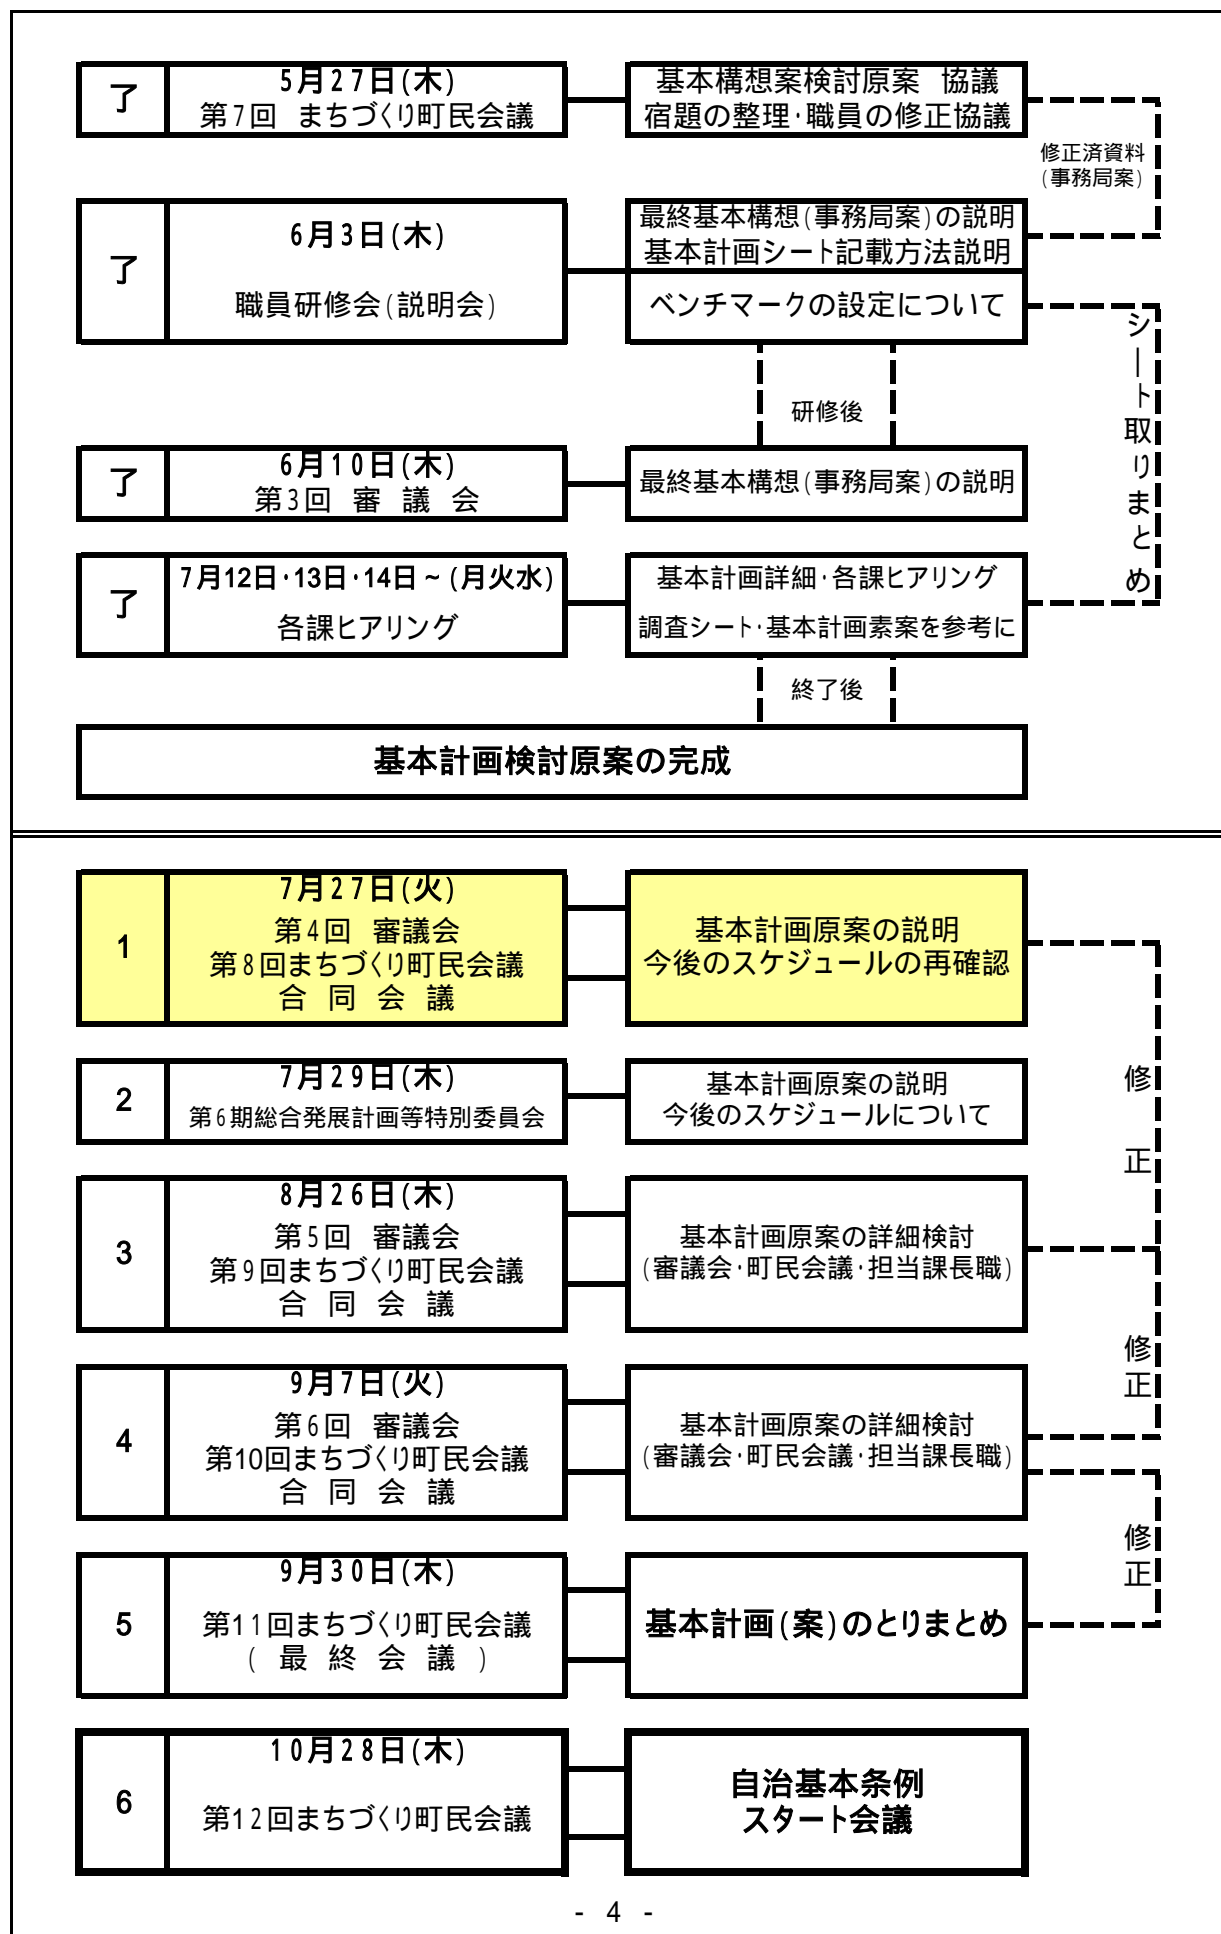 了
5月27日(木)
第7回 まちづくり町民会議
基本構想案検討原案 協議
宿題の整理・職員の修正協議
修正済資料
(事務局案)
了
6月3日(木)
職員研修会(説明会)
最終基本構想(事務局案)の説明
基本計画シート記載方法説明
ベンチマークの設定について
シート取りまとめ
研修後
了
6月10日(木)
第3回 審 議 会
最終基本構想(事務局案)の説明
了
7月12日・13日・14日~(月火水)
各課ヒアリング
基本計画詳細・各課ヒアリング
調査シート・基本計画素案を参考に
終了後
基本計画検討原案の完成
1
7月27日(火)
第4回 審議会
第8回まちづくり町民会議
合 同 会 議
基本計画原案の説明
今後のスケジュールの再確認
修正
2
7月29日(木)
第6期総合発展計画等特別委員会
基本計画原案の説明
今後のスケジュールについて
3
8月26日(木)
第5回 審議会
第9回まちづくり町民会議
合 同 会 議
基本計画原案の詳細検討
(審議会・町民会議・担当課長職)
修正
4
9月7日(火)
第6回 審議会
第10回まちづくり町民会議
合 同 会 議
基本計画原案の詳細検討
(審議会・町民会議・担当課長職)
修正
5
9月30日(木)
第11回まちづくり町民会議
( 最 終 会 議 )
基本計画(案)のとりまとめ
6
10月28日(木)
第12回まちづくり町民会議
自治基本条例
スタート会議
- 4 -